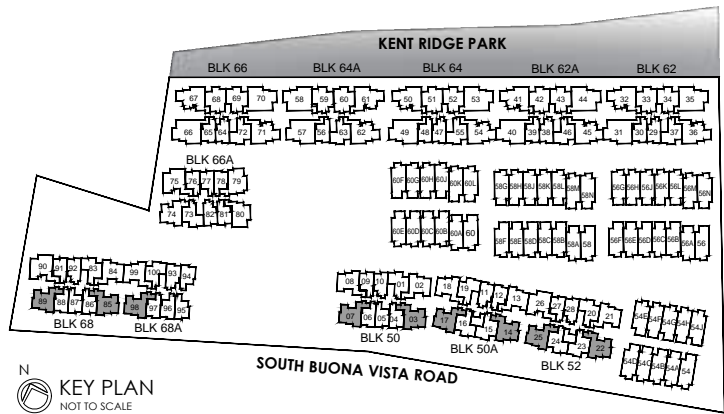 KENT RIDGE PARK
BLK 66 BLK 64A BLK 64 BLK 62A BLK 62
67 68 69 70 58 59 60 61 50 51 52 53 41 42 43 44 32 33 34 35
66 65 64 72 71 57 56 63 62 49 48 47 55 54 40 39 38 46 45 31 30 29 37 36
BLK 66A
75 76 77 78 79 60F 60G 60H 60J 60K 60L 58G 58H 58J 58K 58L 58M 58N 56G 56H 56J 56K 56L 56M 56N
74 73 82 81 80 60E 60D 60C 60B 60A 60 58F 58E 58D 58C 58B 58A 58 56F 56E 56D 56C 56B 56A 56
90 91 92 83 84 99 100 93 94 08 09 10 01 02 18 19 11 12 13 26 27 28 20 21 54E 54F 54G 54H 54J
89 88 87 86 85 98 97 96 95 07 06 05 04 03 17 16 15 14 25 24 23 22
BLK 68 BLK 68A BLK 50 BLK 50A BLK 52 54D 54C 54B 54A 54
SOUTH BUONA VISTA ROAD
N
KEY PLAN
NOT TO SCALE